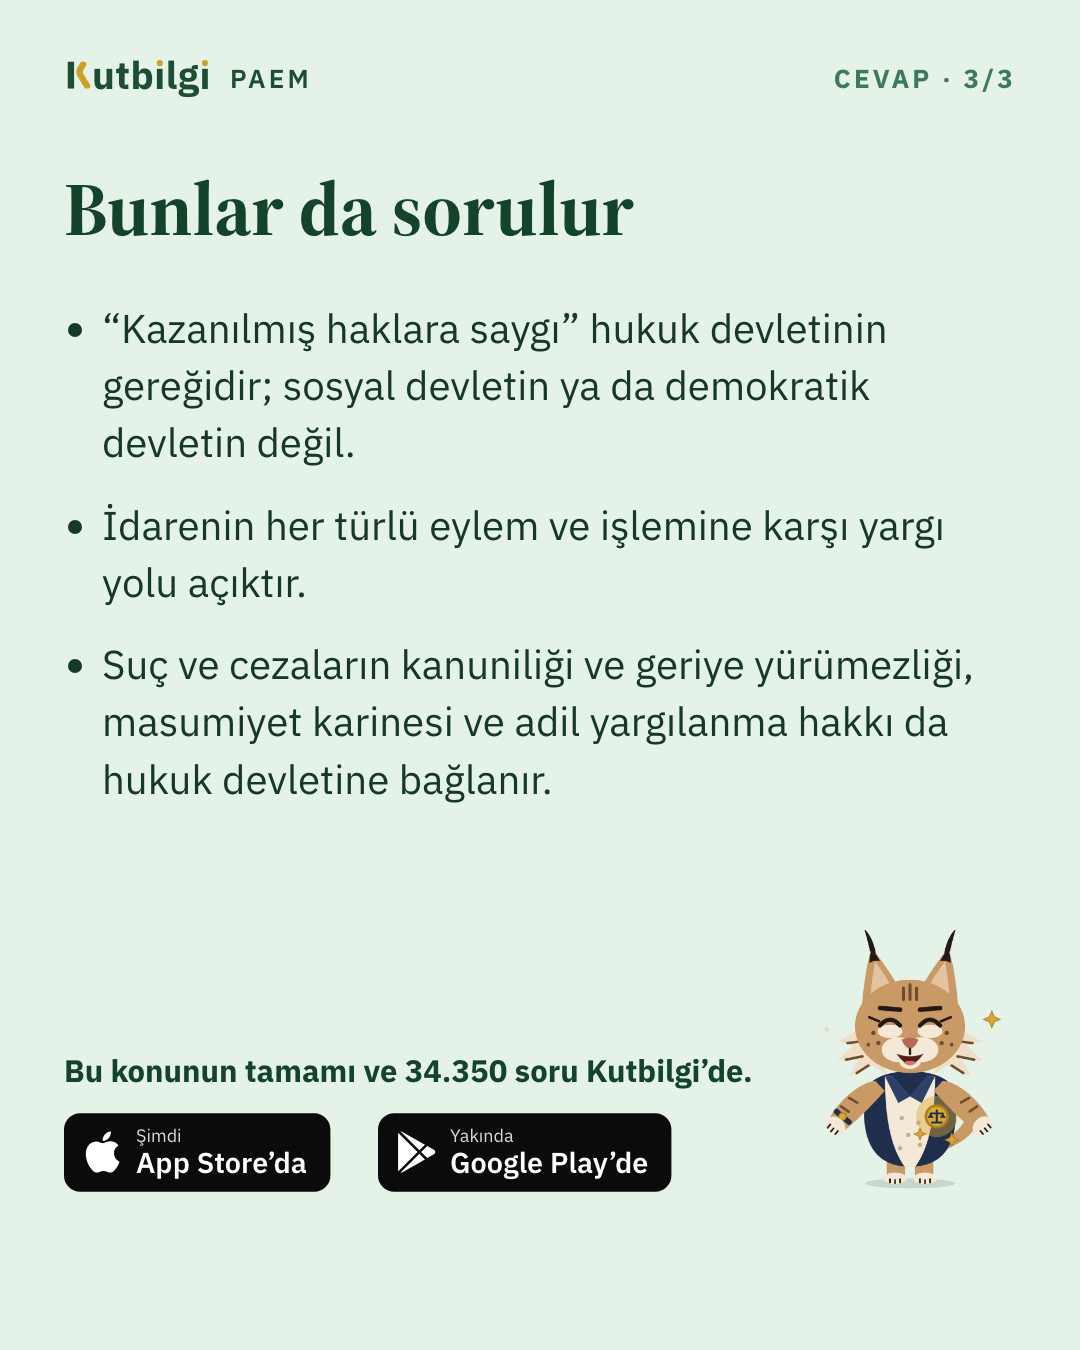 Kutbilgi PAEM
CEVAP · 3/3
Bunlar da sorulur
• “Kazanılmış haklara saygı” hukuk devletinin
gereğidir; sosyal devletin ya da demokratik
devletin değil.
• İdarenin her türlü eylem ve işlemine karşı yargı
yolu açıktır.
• Suç ve cezaların kanuniliği ve geriye yürümezliği,
masumiyet karinesi ve adil yargılanma hakkı da
hukuk devletine bağlanır.
Bu konunun tamamı ve 34.350 soru Kutbilgi’de.
Şimdi
App Store’da
Yakında
Google Play’de